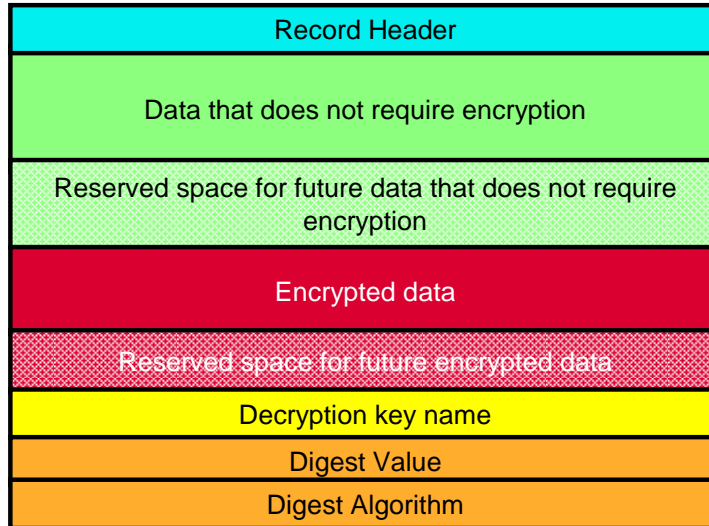 Record Header
Data that does not require encryption
Reserved space for future data that does not require
encryption
Encrypted data
Reserved space for future encrypted data
Decryption key name
Digest Value
Digest Algorithm